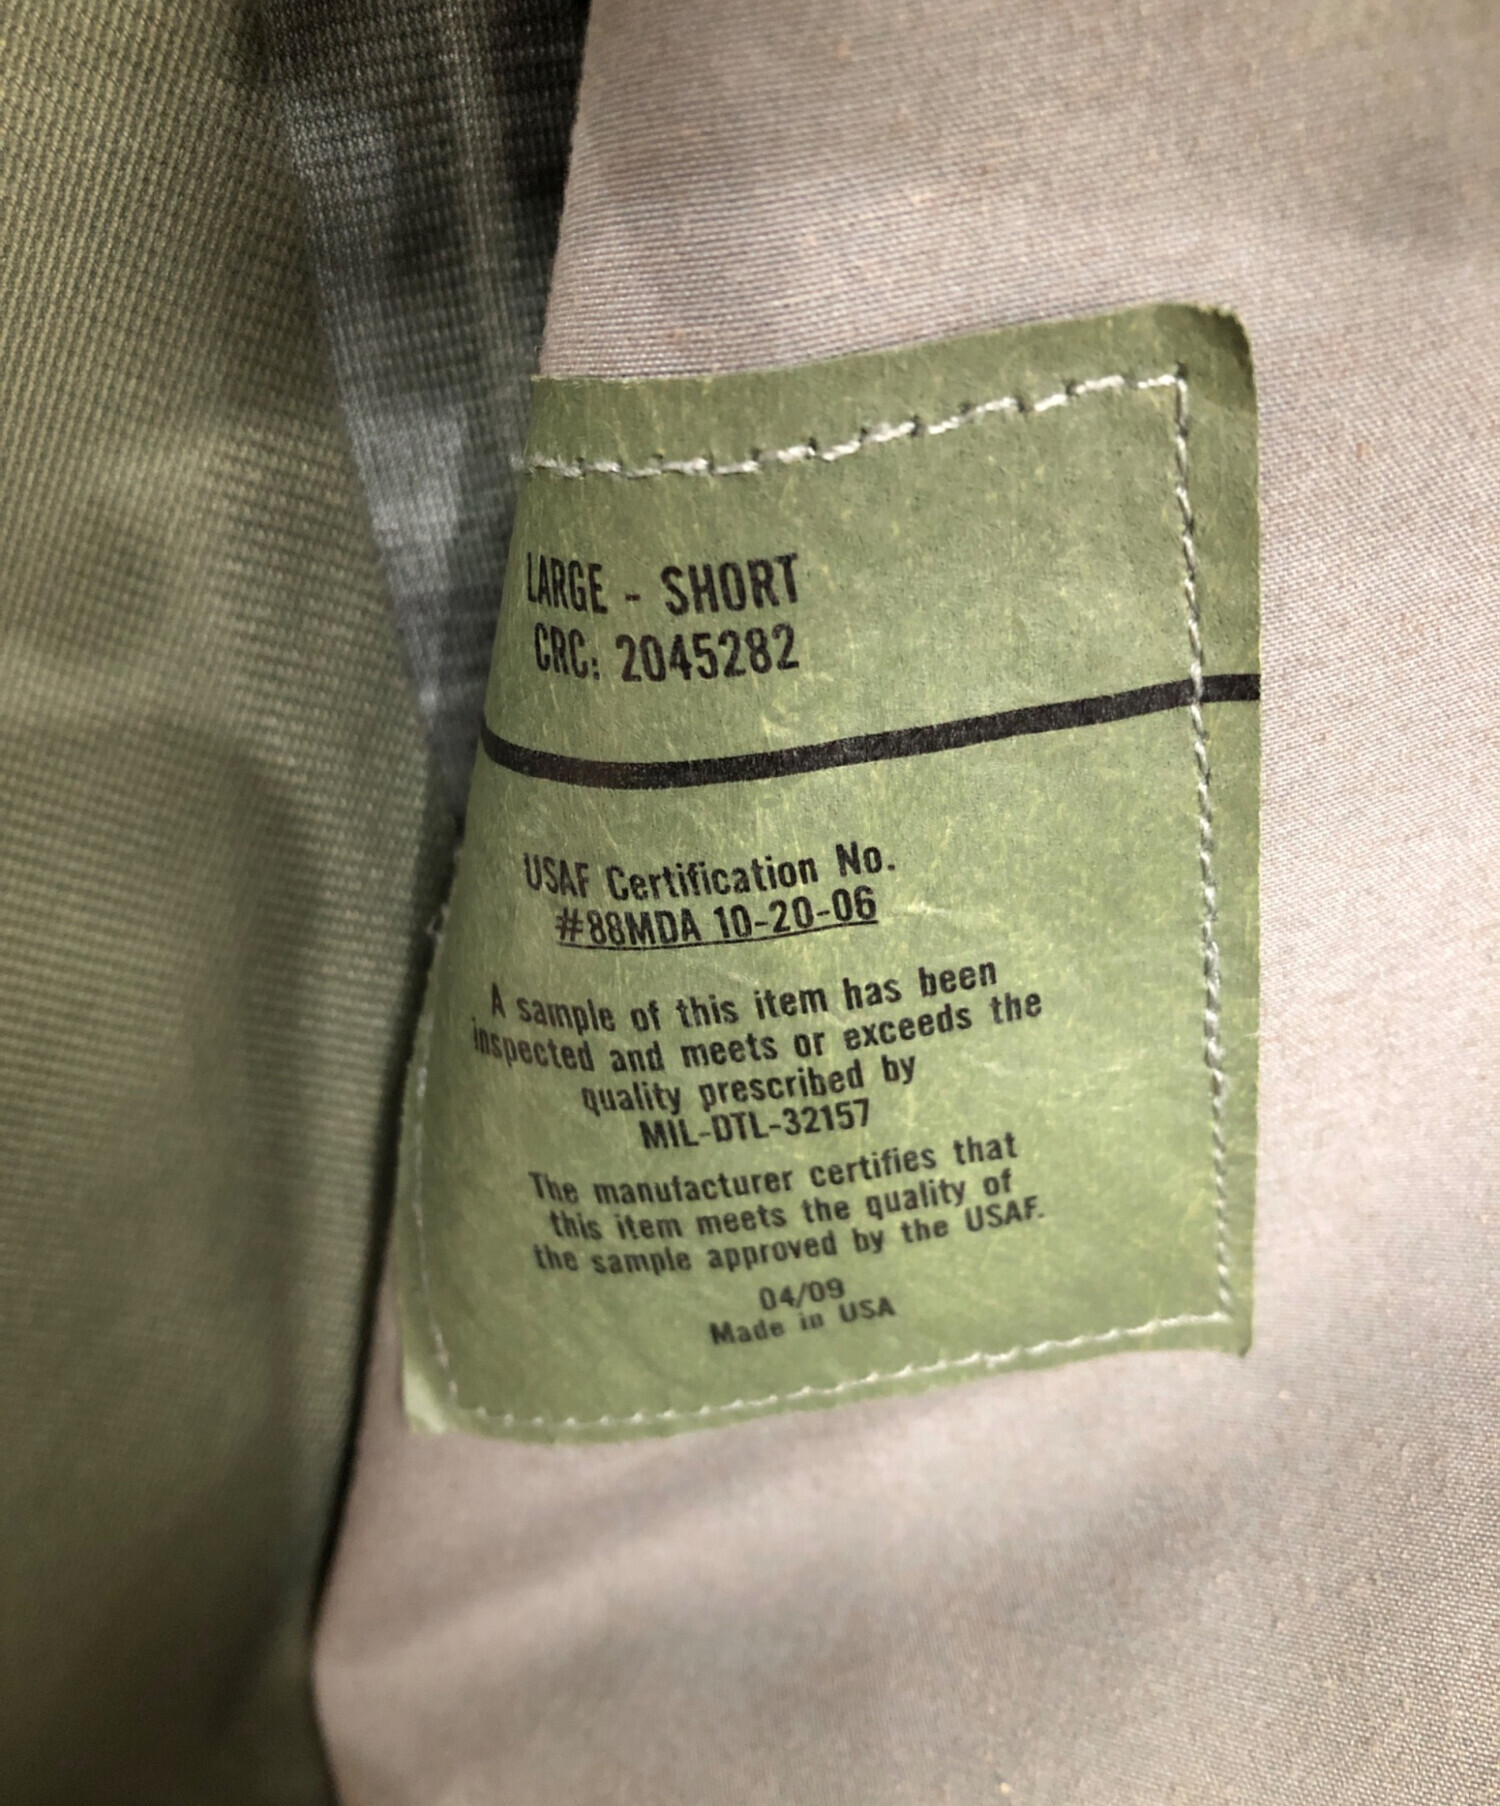 LARGE - SHORT
CRC: 2045282
USAF Certification No.
#88MDA 10-20-06
A sample of this item has been
inspected and meets or exceeds the
quality prescribed by
MIL-DTL-32157
The manufacturer certifies that
this item meets the quality of
the sample approved by the USAF.
04/09
Made in USA